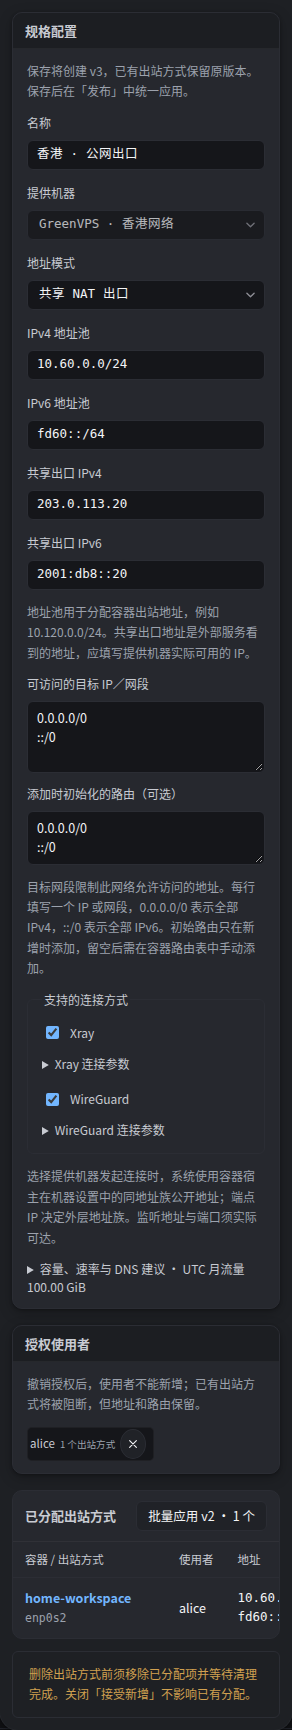 规格配置
保存将创建 v3，已有出站方式保留原版本。
保存后在「发布」中统一应用。
名称
香港 · 公网出口
提供机器
GreenVPS · 香港网络
地址模式
共享 NAT 出口
IPv4 地址池
10.60.0.0/24
IPv6 地址池
fd60::/64
共享出口 IPv4
203.0.113.20
共享出口 IPv6
2001:db8::20
地址池用于分配容器出站地址，例如
10.120.0.0/24。共享出口地址是外部服务看
到的地址，应填写提供机器实际可用的 IP。
可访问的目标 IP／网段
0.0.0.0/0
::/0
添加时初始化的路由（可选）
0.0.0.0/0
::/0
目标网段限制此网络允许访问的地址。每行
填写一个 IP 或网段，0.0.0.0/0 表示全部
IPv4，::/0 表示全部 IPv6。初始路由只在新
增时添加，留空后需在容器路由表中手动添
加。
支持的连接方式
Xray
Xray 连接参数
WireGuard
WireGuard 连接参数
选择提供机器发起连接时，系统使用容器宿
主在机器设置中的同地址族公开地址；端点
IP 决定外层地址族。监听地址与端口须实际
可达。
容量、速率与 DNS 建议 · UTC 月流量
100.00 GiB
授权使用者
撤销授权后，使用者不能新增；已有出站方
式将被阻断，但地址和路由保留。
alice 1 个出站方式 ×
已分配出站方式 批量应用 v2 · 1 个
容器 / 出站方式 使用者 地址
home-workspace alice 10.60.
enp0s2 fd60::
删除出站方式前须移除已分配项并等待清理
完成。关闭「接受新增」不影响已有分配。